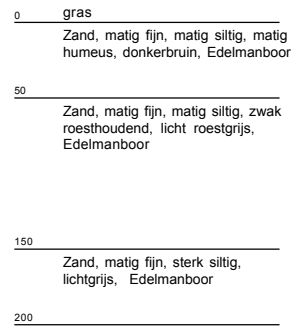 0 gras
Zand, matig fijn, matig siltig, matig
humeus, donkerbruin, Edelmanboor
50
Zand, matig fijn, matig siltig, zwak
roesthoudend, licht roestgrijs,
Edelmanboor
150
Zand, matig fijn, sterk siltig,
lichtgrijs, Edelmanboor
200